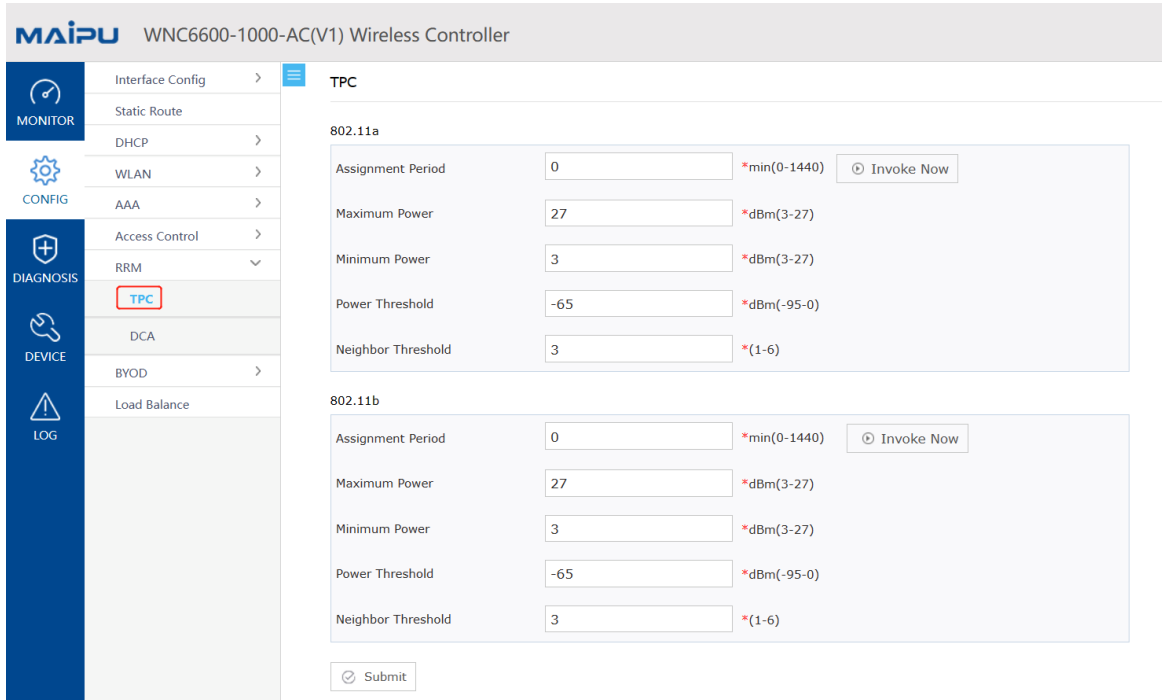 MAIPU WNC6600-1000-AC(V1) Wireless Controller
MONITOR
CONFIG
DIAGNOSIS
DEVICE
LOG
Interface Config
Static Route
DHCP
WLAN
AAA
Access Control
RRM
TPC
DCA
BYOD
Load Balance
TPC
802.11a
Assignment Period 0 *min(0-1440) Invoke Now
Maximum Power 27 *dBm(3-27)
Minimum Power 3 *dBm(3-27)
Power Threshold -65 *dBm(-95-0)
Neighbor Threshold 3 *(1-6)
802.11b
Assignment Period 0 *min(0-1440) Invoke Now
Maximum Power 27 *dBm(3-27)
Minimum Power 3 *dBm(3-27)
Power Threshold -65 *dBm(-95-0)
Neighbor Threshold 3 *(1-6)
Submit